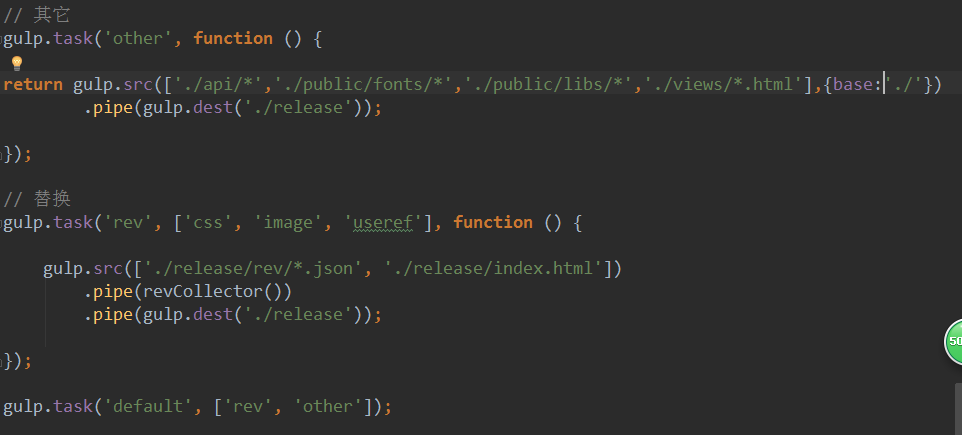 // 其它
gulp.task('other', function () {
return gulp.src(['./api/*','./public/fonts/*','./public/libs/*','./views/*.html'],{base:'./'})
.pipe(gulp.dest('./release'));
});
// 替换
gulp.task('rev', ['css', 'image', 'useref'], function () {
gulp.src(['./release/rev/*.json', './release/index.html'])
.pipe(revCollector())
.pipe(gulp.dest('./release'));
50
});
gulp.task('default', ['rev', 'other']);